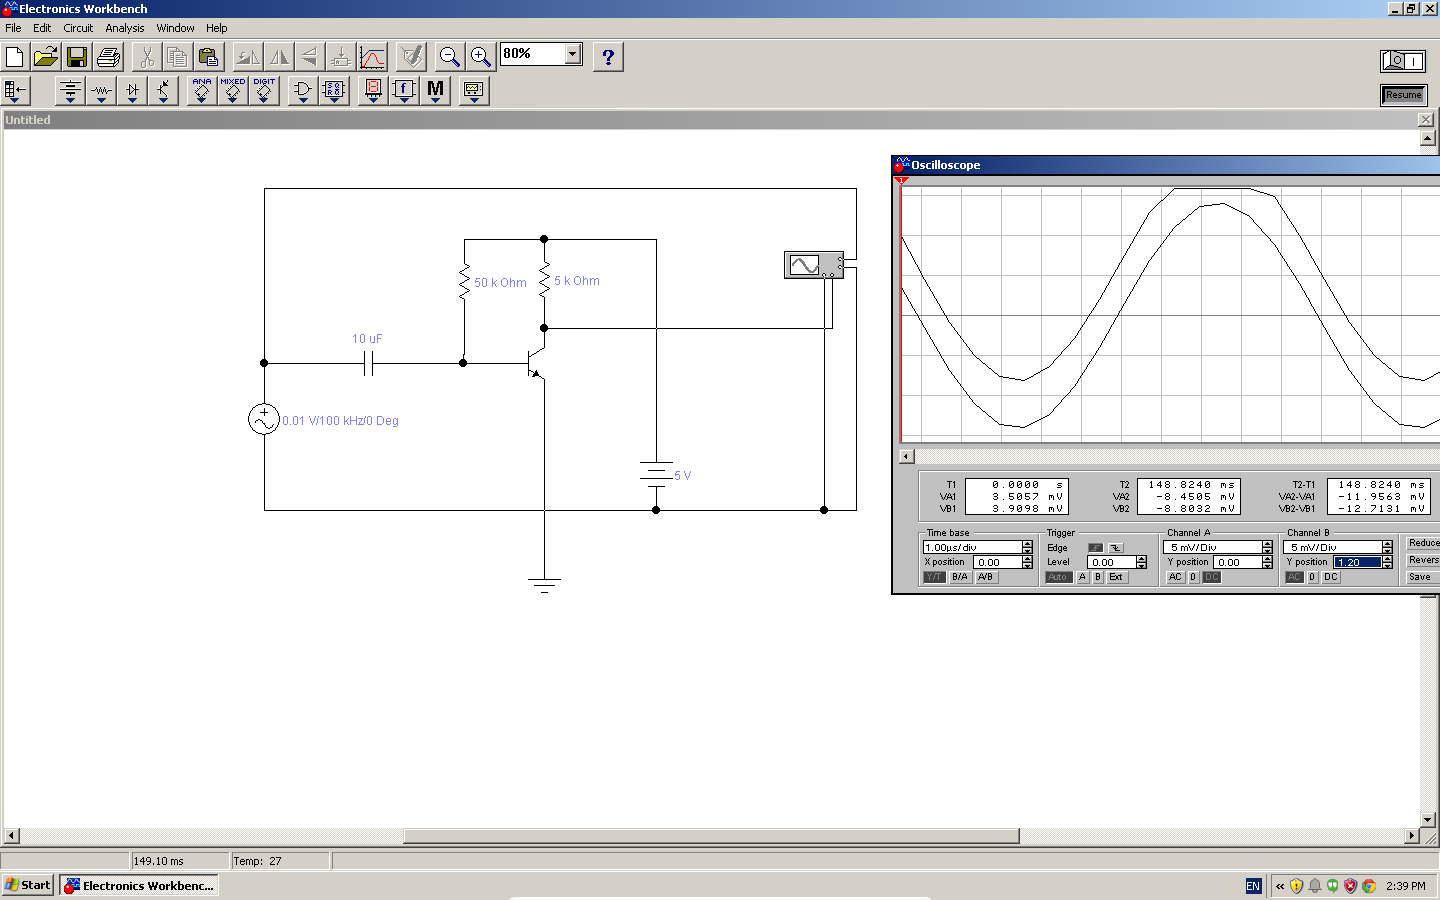 Electronics Workbench
File Edit Circuit Analysis Window Help
80%
?
ANA MIXED DIGIT
f M
Resume
Untitled
Oscilloscope
1
50 k Ohm
5 k Ohm
10 uF
0.01 V/100 kHz/0 Deg
5 V
T1 0.0000 s T2 148.8240 ms T2-T1 148.8240 ms
VA1 3.5057 mV VA2 -8.4505 mV VA2-VA1 -11.9563 mV
VB1 3.9098 mV VB2 -8.8032 mV VB2-VB1 -12.7131 mV
Time base Trigger Channel A Channel B
1.00µs/div Edge 5 mV/Div 5 mV/Div Reduce
X position 0.00 Level 0.00 Y position 0.00 Y position 1.20 Revers
Y/T B/A A/B Auto A B Ext AC 0 DC AC 0 DC Save
149.10 ms Temp: 27
Start Electronics Workbenc... EN 2:39 PM